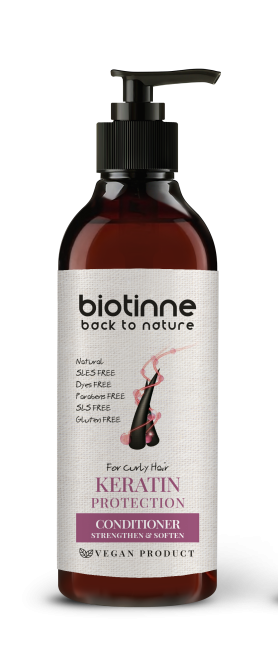 biotinne
back to nature
Natural
SLES FREE
Dyes FREE
Parabens FREE
SLS FREE
Gluten FREE
For Curly Hair
KERATIN
PROTECTION
CONDITIONER
STRENGTHEN & SOFTEN
VEGAN PRODUCT